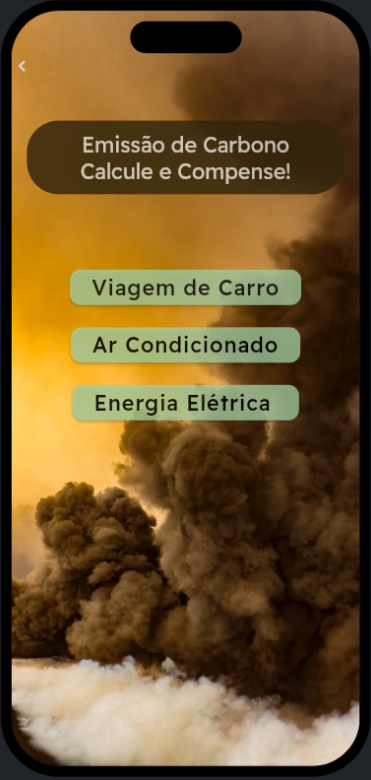 Emissão de Carbono
Calcule e Compense!
Viagem de Carro
Ar Condicionado
Energia Elétrica